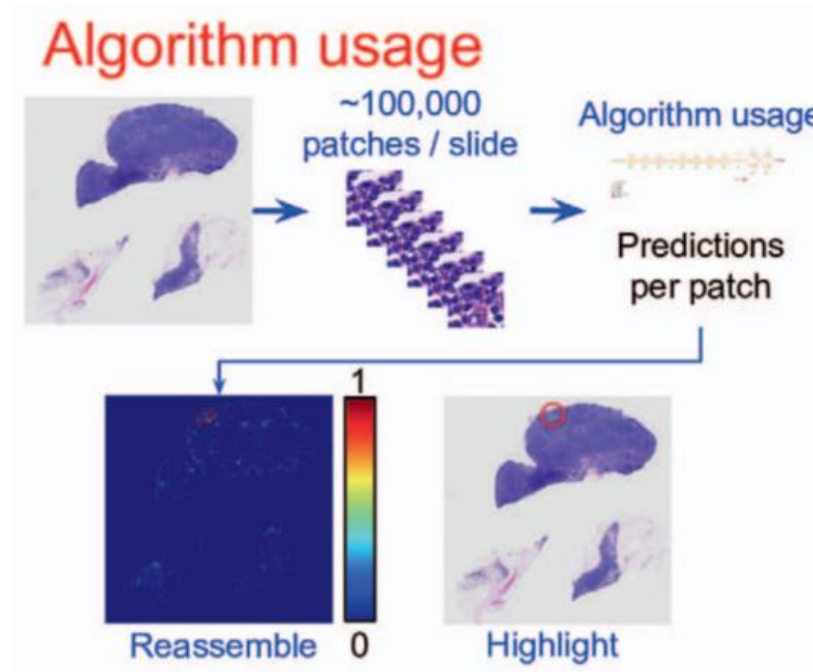 Algorithm usage
~100,000
patches / slide
Algorithm usage
Predictions
per patch
1
0
Reassemble
Highlight